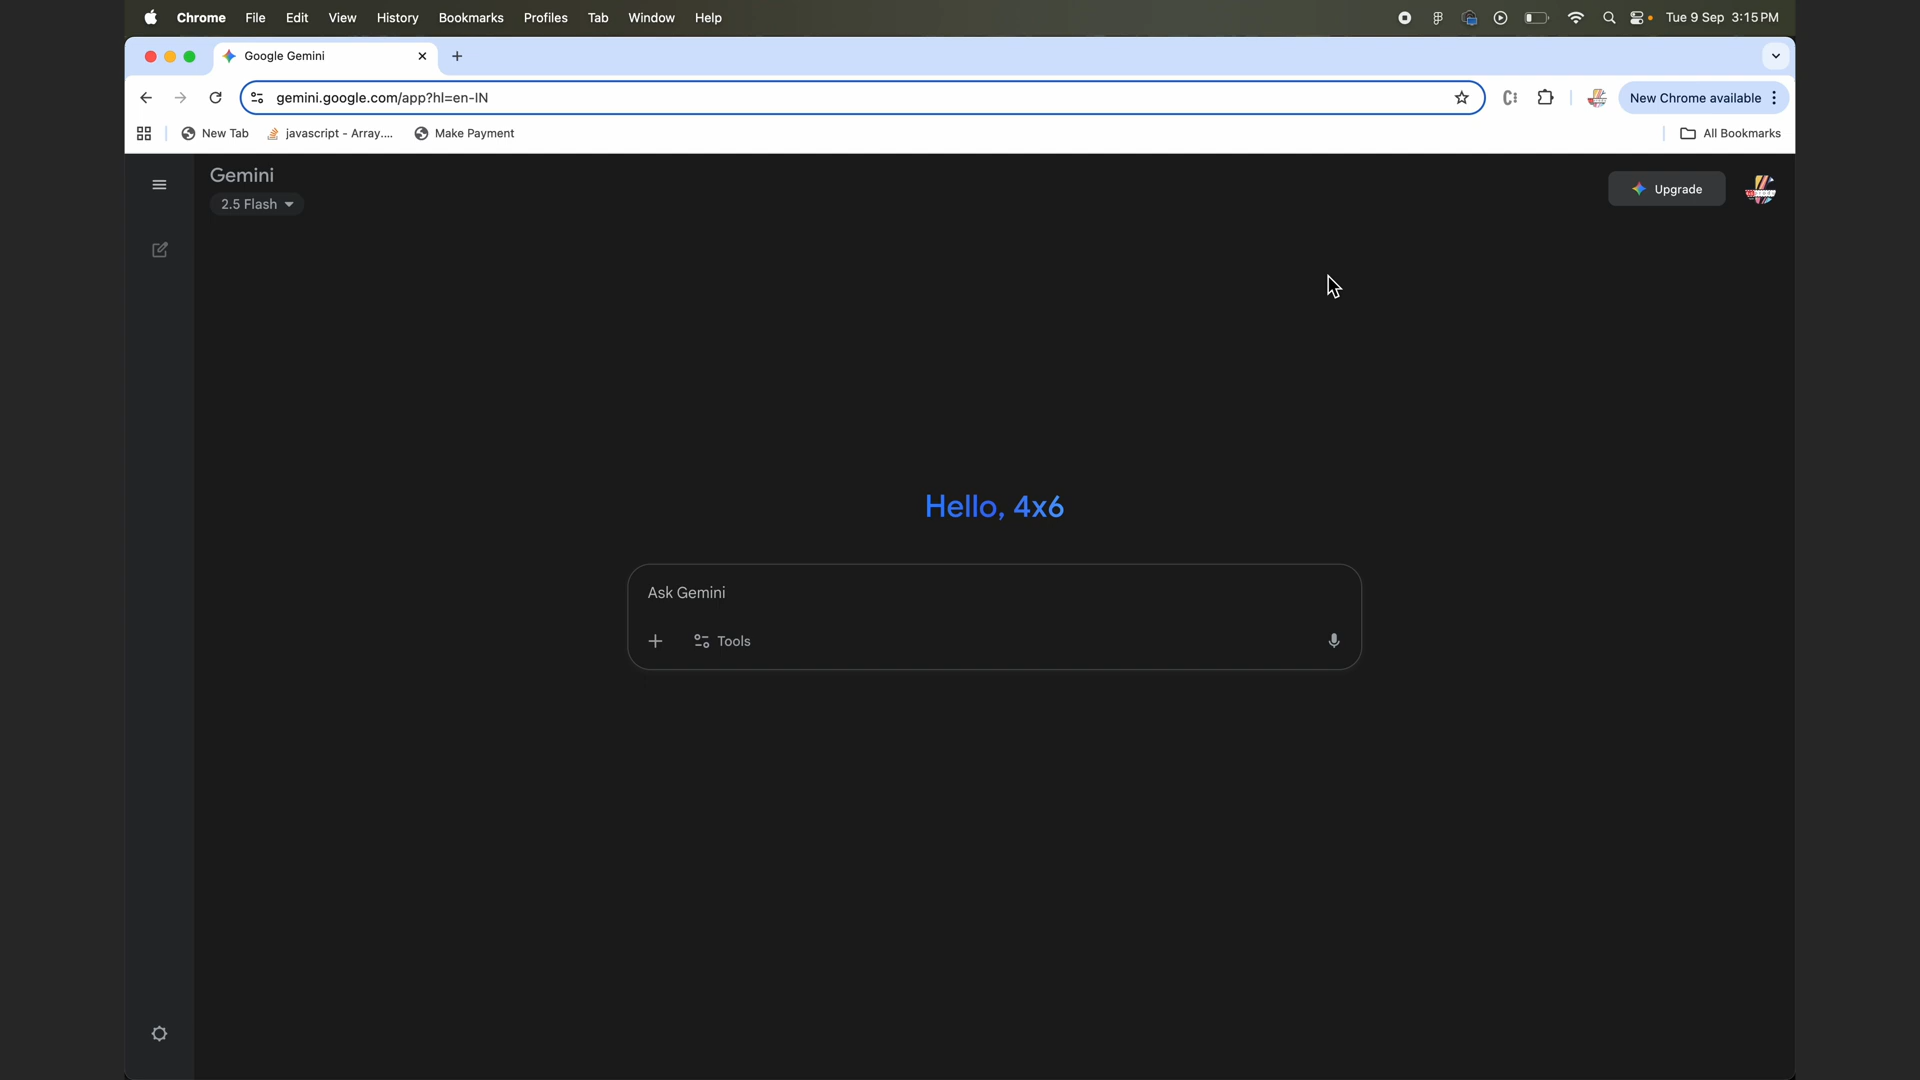 Chrome File Edit View History Bookmarks Profiles Tab Window Help Tue 9 Sep 3:15 PM
Google Gemini
gemini.google.com/app?hl=en-IN New Chrome available
New Tab javascript - Array.... Make Payment All Bookmarks
Gemini
2.5 Flash
Upgrade
Hello, 4x6
Ask Gemini
Tools